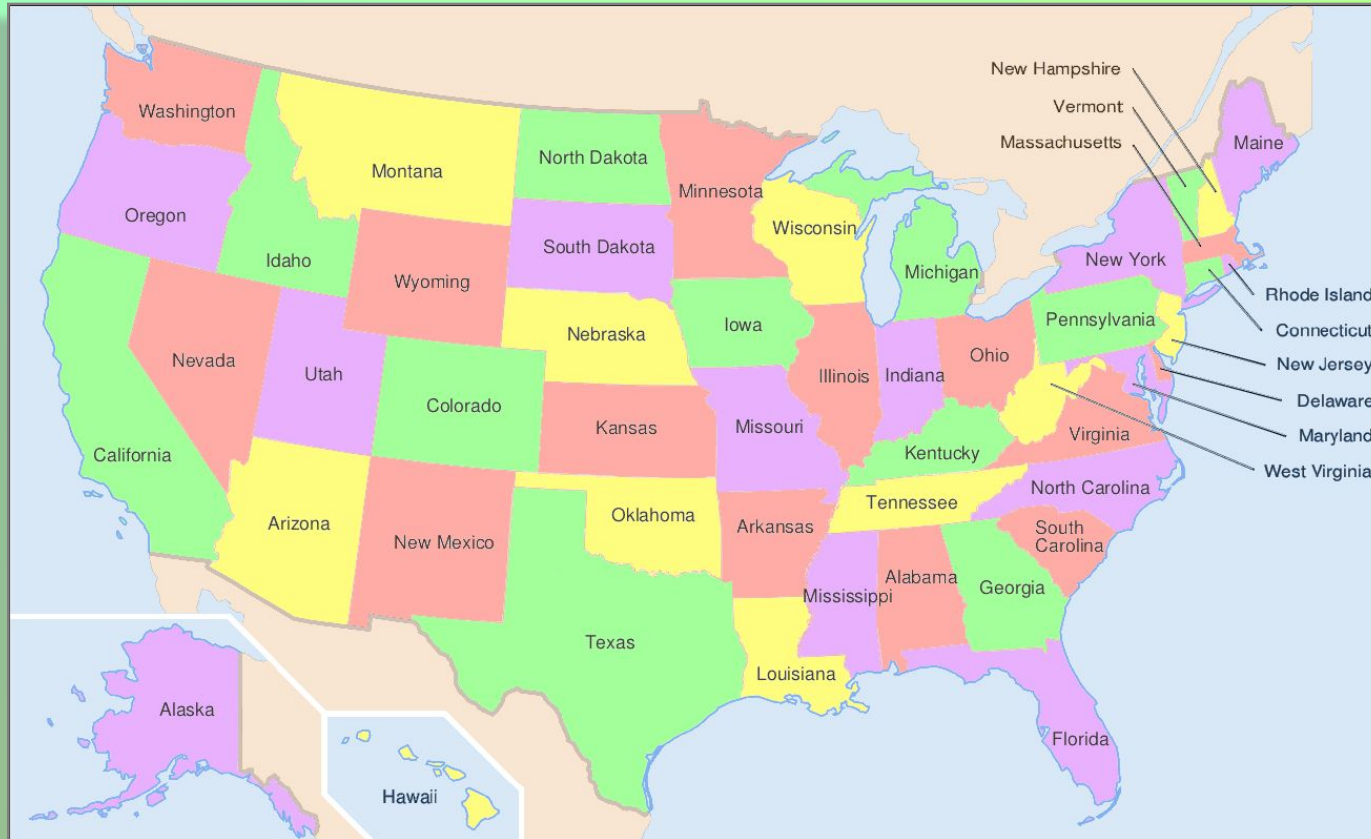 New Hampshire
Vermont
Massachusetts
Washington
Maine
Montana
North Dakota
Minnesota
Oregon
Wisconsin
South Dakota
Idaho
New York
Michigan
Wyoming
Rhode Island
Pennsylvania
Iowa
Connecticut
Nebraska
Ohio
Nevada
New Jersey
Utah
Illinois
Indiana
Colorado
Delaware
Kansas
Missouri
Virginia
Maryland
California
Kentucky
West Virginia
North Carolina
Tennessee
Oklahoma
Arizona
Arkansas
South
Carolina
New Mexico
Alabama
Georgia
Mississippi
Texas
Louisiana
Alaska
Florida
Hawaii